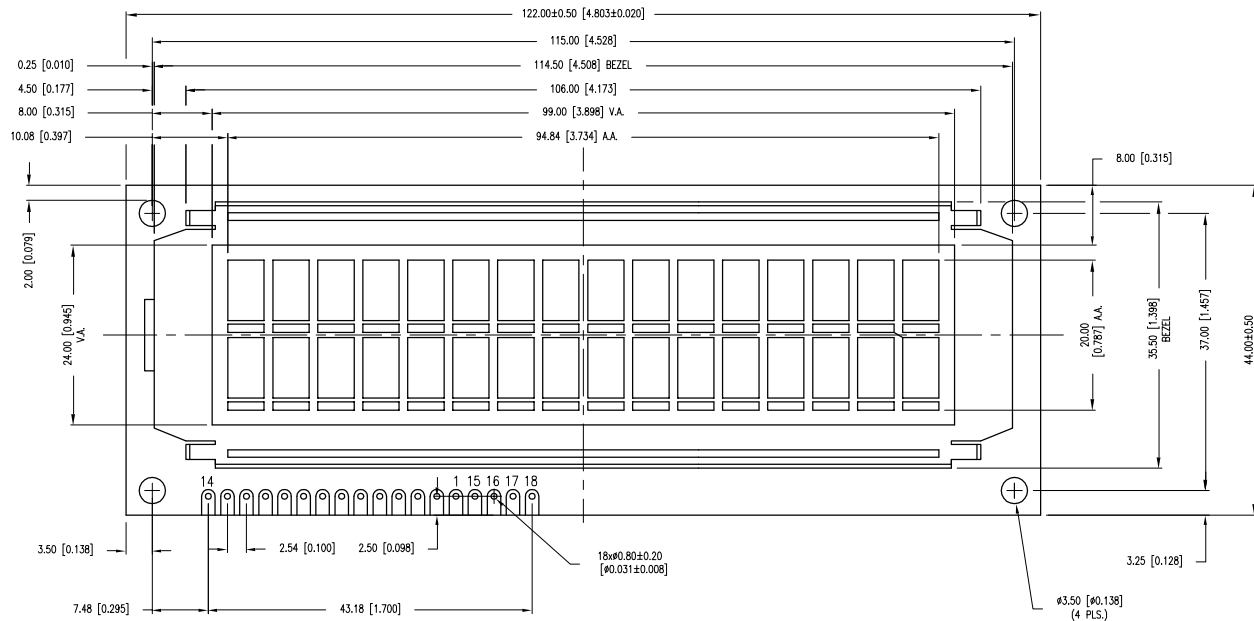 122.00±0.50 [4.803±0.020]
115.00 [4.528]
0.25 [0.010]
114.50 [4.508] BEZEL
4.50 [0.177]
106.00 [4.173]
8.00 [0.315]
99.00 [3.898] V.A.
10.08 [0.397]
94.84 [3.734] A.A.
8.00 [0.315]
2.00 [0.079]
24.00 [0.945]
V.A.
20.00
[0.787] A.A.
35.50 [1.398]
BEZEL
37.00 [1.457]
44.00±0.50
14
1 15 16 17 18
3.50 [0.138]
2.54 [0.100]
2.50 [0.098]
18xø0.80±0.20
[ø0.031±0.008]
3.25 [0.128]
7.48 [0.295]
43.18 [1.700]
ø3.50 [ø0.138]
(4 PLS.)